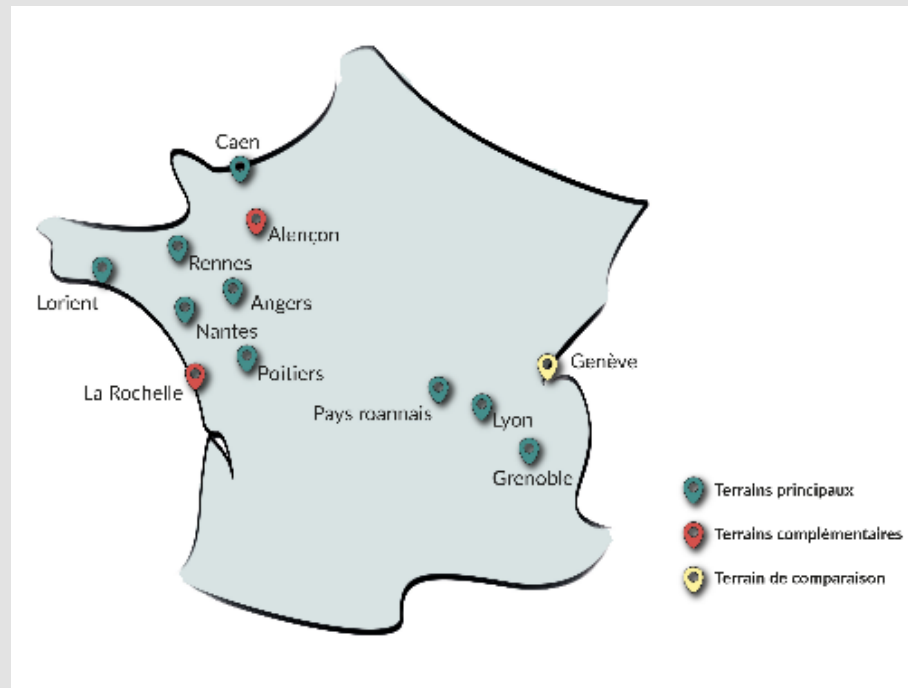 Caen
Alençon
Rennes
Lorient
Angers
Nantes
Poitiers
La Rochelle
Genève
Pays roannais
Lyon
Grenoble
Terrains principaux
Terrains complémentaires
Terrain de comparaison